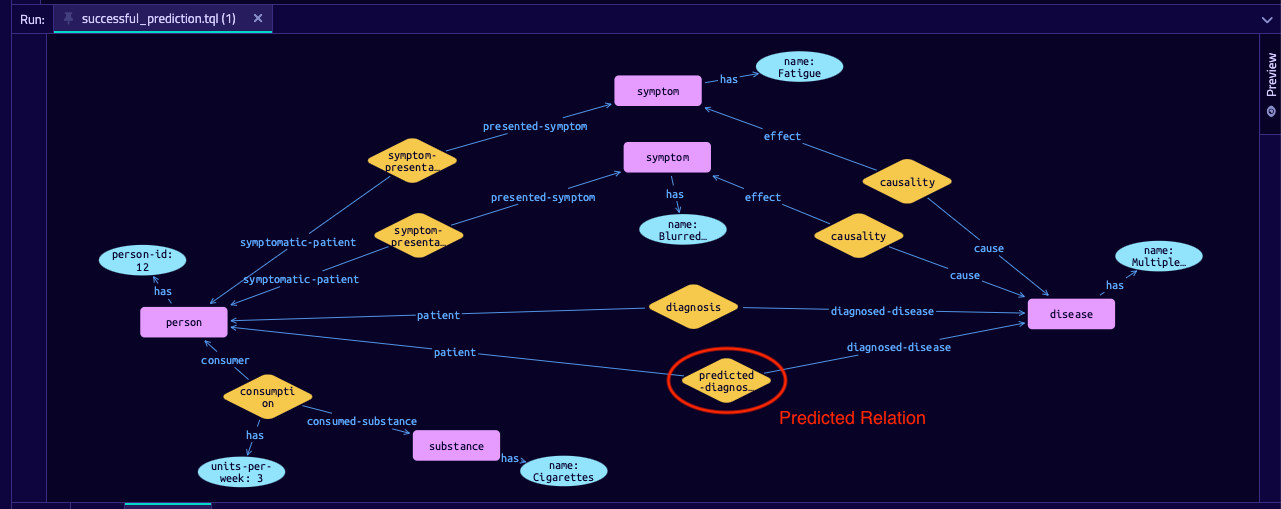 Run:
successful_prediction.tql (1)
Preview
name:
Fatigue
has
symptom
presented-symptom
effect
symptom-
presenta…
symptom
causality
presented-symptom
has
effect
symptom-
presenta…
name:
Blurred…
causality
symptomatic-patient
cause
person-id:
12
name:
Multiple…
symptomatic-patient
cause
has
has
person
patient
diagnosis
diagnosed-disease
disease
patient
diagnosed-disease
consumer
predicted
-diagnos…
consumpti
on
Predicted Relation
consumed-substance
has
substance
has
name:
Cigarettes
units-per-
week: 3